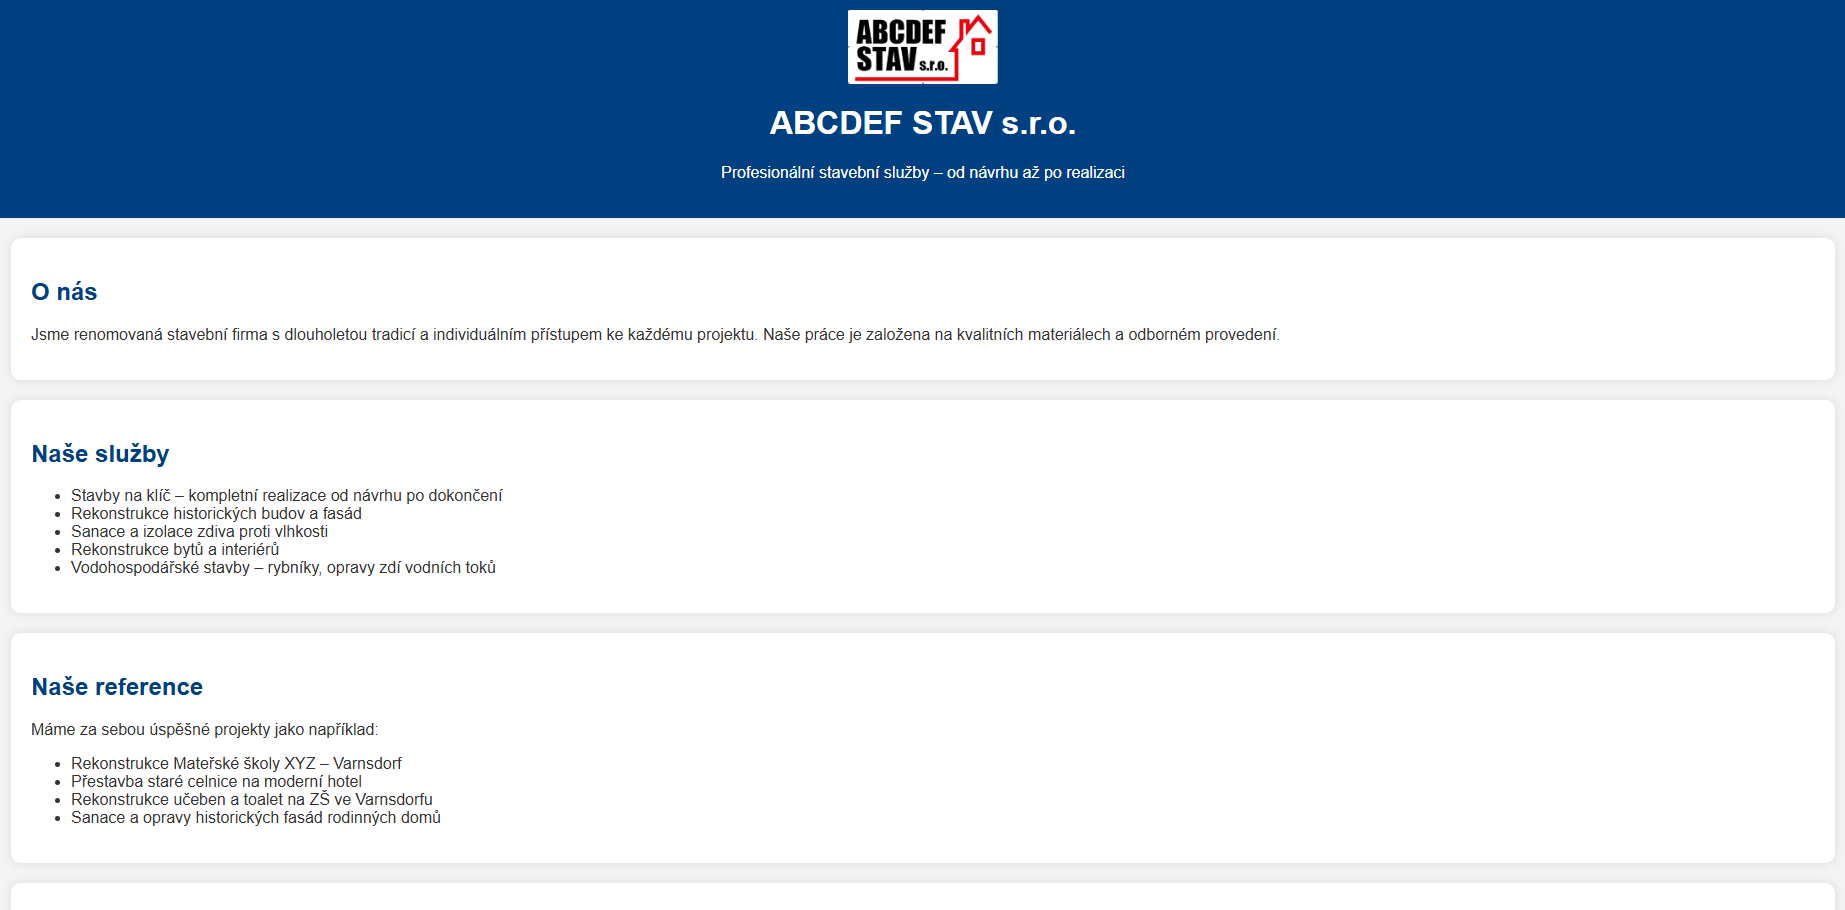 ABCDEF
STAV s.r.o.
ABCDEF STAV s.r.o.
Profesionální stavební služby – od návrhu až po realizaci
O nás
Jsme renomovaná stavební firma s dlouholetou tradicí a individuálním přístupem ke každému projektu. Naše práce je založena na kvalitních materiálech a odborném provedení.
Naše služby
• Stavby na klíč – kompletní realizace od návrhu po dokončení
• Rekonstrukce historických budov a fasád
• Sanace a izolace zdiva proti vlhkosti
• Rekonstrukce bytů a interiérů
• Vodohospodářské stavby – rybníky, opravy zdí vodních toků
Naše reference
Máme za sebou úspěšné projekty jako například:
• Rekonstrukce Mateřské školy XYZ – Varnsdorf
• Přestavba staré celnice na moderní hotel
• Rekonstrukce učeben a toalet na ZŠ ve Varnsdorfu
• Sanace a opravy historických fasád rodinných domů